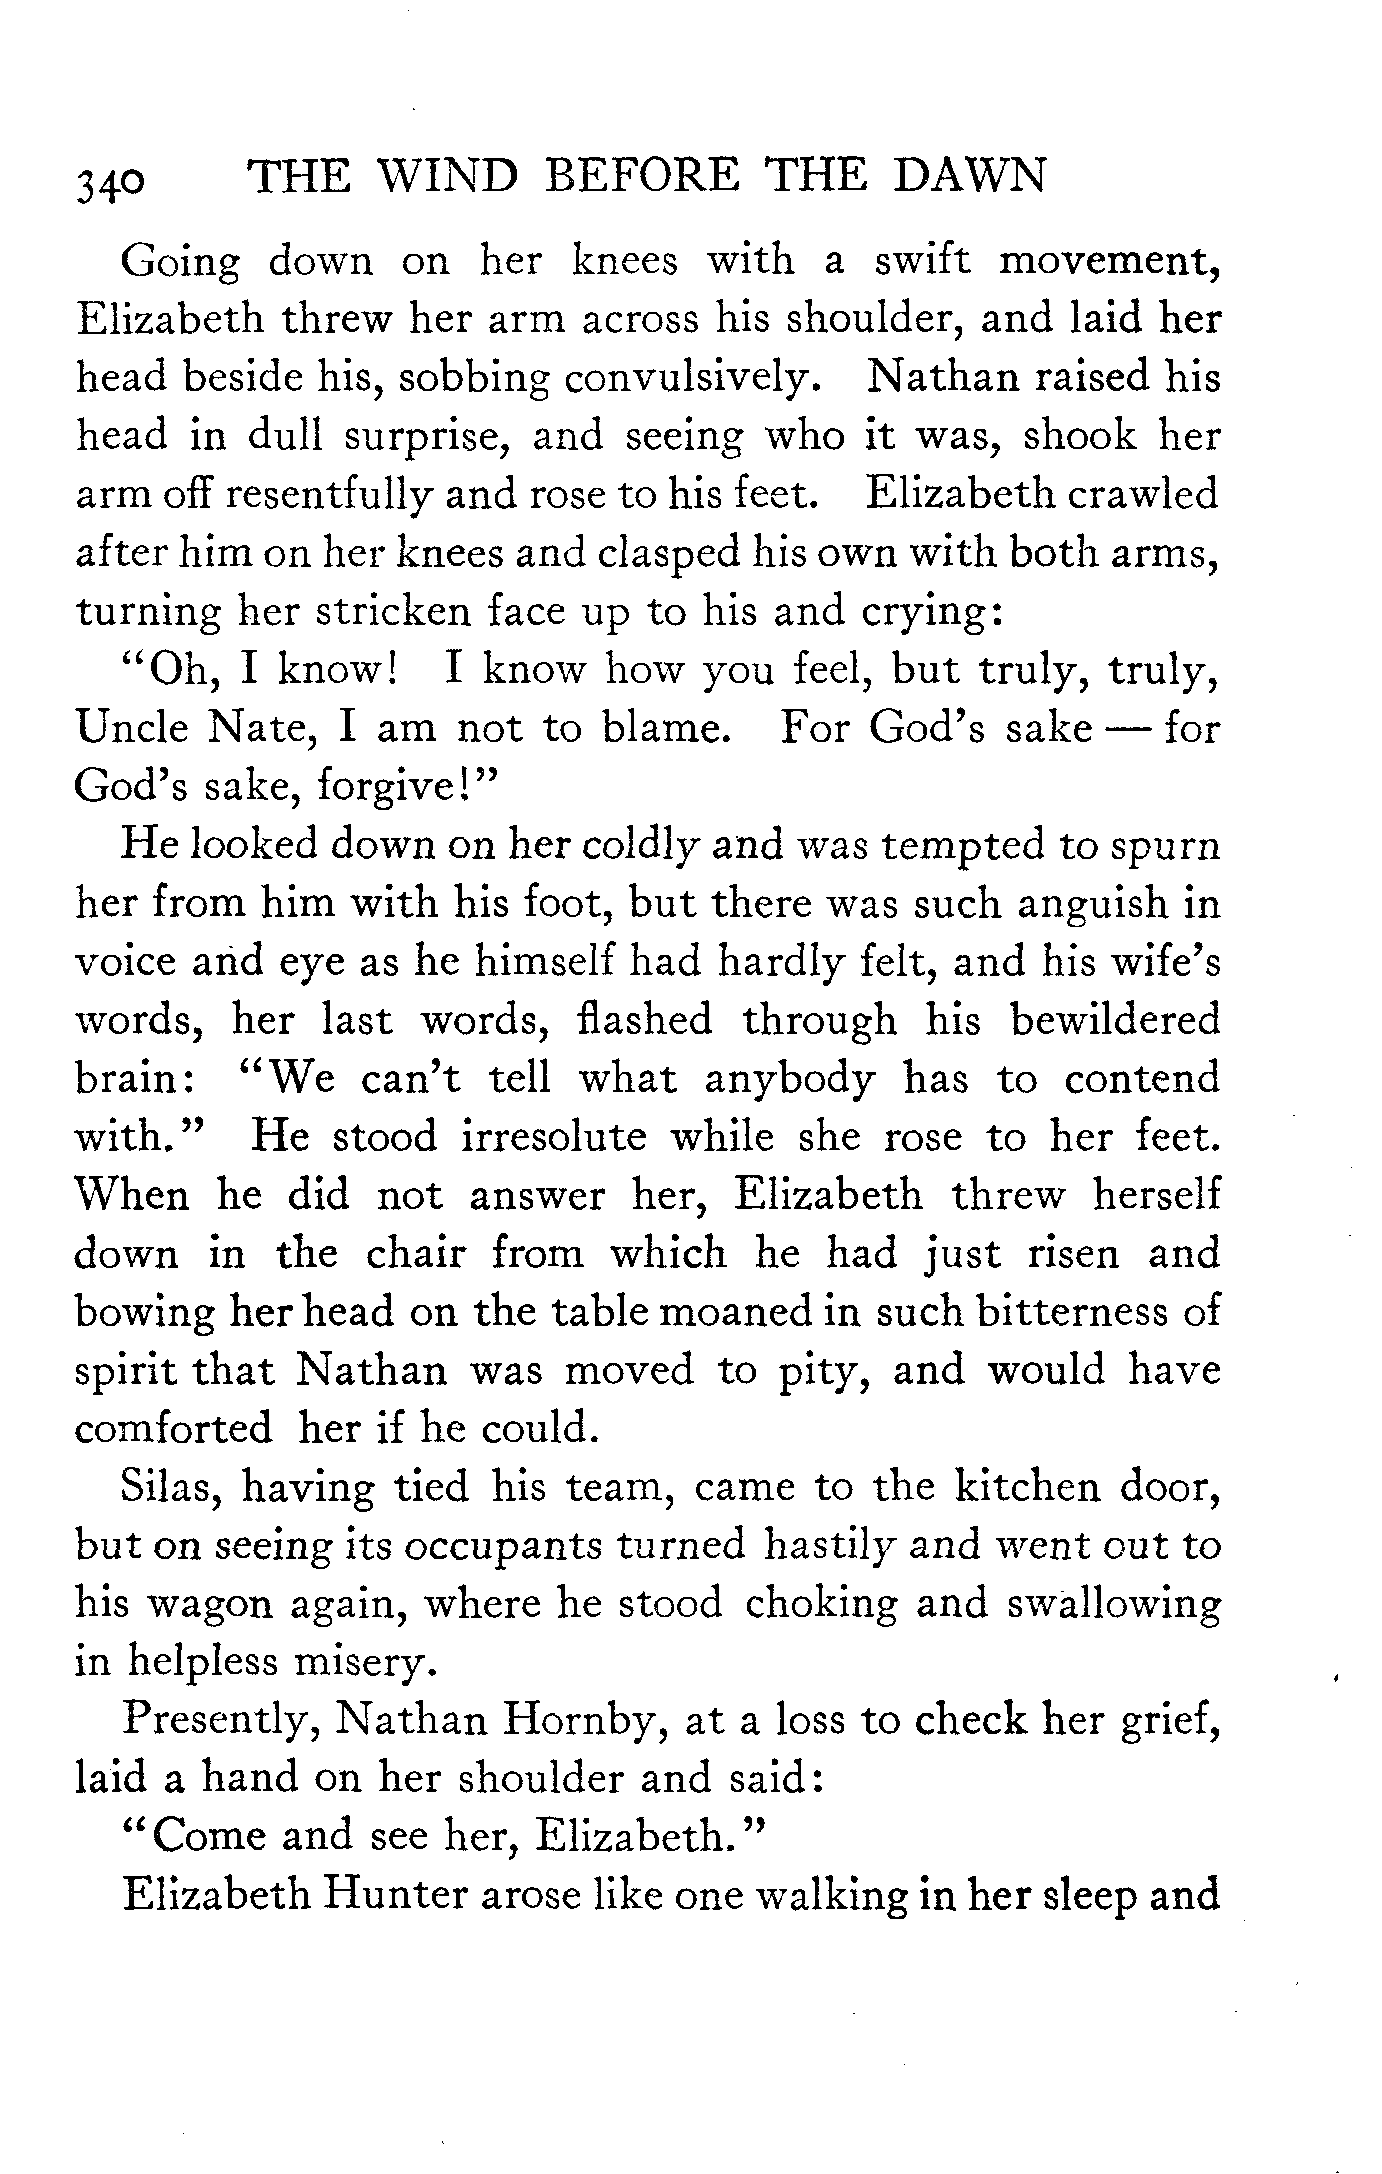 340 THE WIND BEFORE THE DAWN
Going down on her knees with a swift movement,
Elizabeth threw her arm across his shoulder, and laid her
head beside his, sobbing convulsively. Nathan raised his
head in dull surprise, and seeing who it was, shook her
arm off resentfully and rose to his feet. Elizabeth crawled
after him on her knees and clasped his own with both arms,
turning her stricken face up to his and crying:
“Oh, I know! I know how you feel, but truly, truly,
Uncle Nate, I am not to blame. For God’s sake — for
God’s sake, forgive!”
He looked down on her coldly and was tempted to spurn
her from him with his foot, but there was such anguish in
voice and eye as he himself had hardly felt, and his wife’s
words, her last words, flashed through his bewildered
brain: “We can’t tell what anybody has to contend
with.” He stood irresolute while she rose to her feet.
When he did not answer her, Elizabeth threw herself
down in the chair from which he had just risen and
bowing her head on the table moaned in such bitterness of
spirit that Nathan was moved to pity, and would have
comforted her if he could.
Silas, having tied his team, came to the kitchen door,
but on seeing its occupants turned hastily and went out to
his wagon again, where he stood choking and swallowing
in helpless misery.
Presently, Nathan Hornby, at a loss to check her grief,
laid a hand on her shoulder and said:
“Come and see her, Elizabeth.”
Elizabeth Hunter arose like one walking in her sleep and